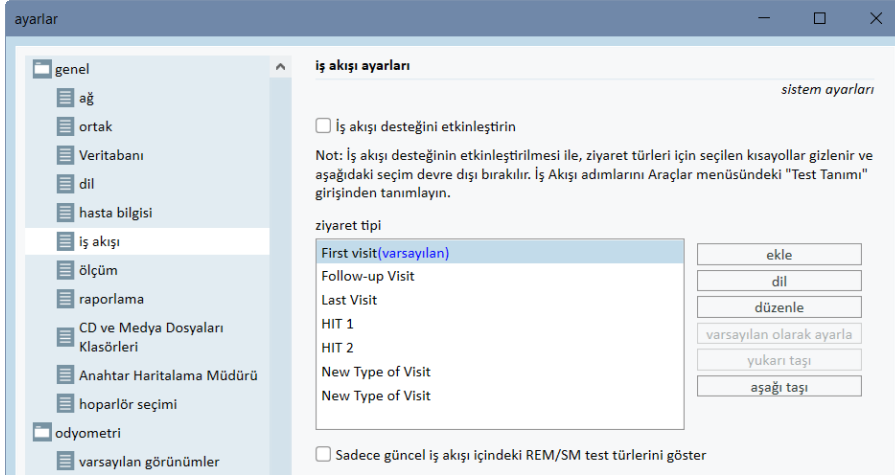 ayarlar
genel
ağ
ortak
Veritabanı
dil
hasta bilgisi
iş akışı
ölçüm
raporlama
CD ve Medya Dosyaları
Klasörleri
Anahtar Haritalama Müdürü
hoparlör seçimi
odyometri
varsayılan görünümler
iş akışı ayarları
sistem ayarları
İş akışı desteğini etkinleştirin
Not: İş akışı desteğinin etkinleştirilmesi ile, ziyaret türleri için seçilen kısayollar gizlenir ve
aşağıdaki seçim devre dışı bırakılır. İş Akışı adımlarını Araçlar menüsündeki "Test Tanımı"
girişinden tanımlayın.
ziyaret tipi
First visit(varsayılan)
Follow-up Visit
Last Visit
HIT 1
HIT 2
New Type of Visit
New Type of Visit
ekle
dil
düzenle
varsayılan olarak ayarla
yukarı taşı
aşağı taşı
Sadece güncel iş akışı içindeki REM/SM test türlerini göster